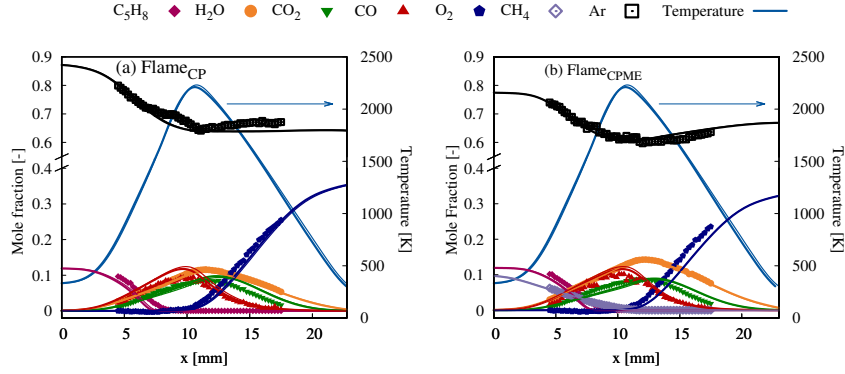 C5H8 H2O CO2 CO O2 CH4 Ar Temperature
(a) FlameCP
(b) FlameCPME
0.9 0.8 0.7 0.6 0.4 0.3 0.2 0.1 0
Mole fraction [-]
2500 2000 1500 1000 500 0
Temperature [K]
0 5 10 15 20
x [mm]
0.9 0.8 0.7 0.6 0.4 0.3 0.2 0.1 0
Mole Fraction [-]
2500 2000 1500 1000 500 0
Temperature [K]
0 5 10 15 20
x [mm]